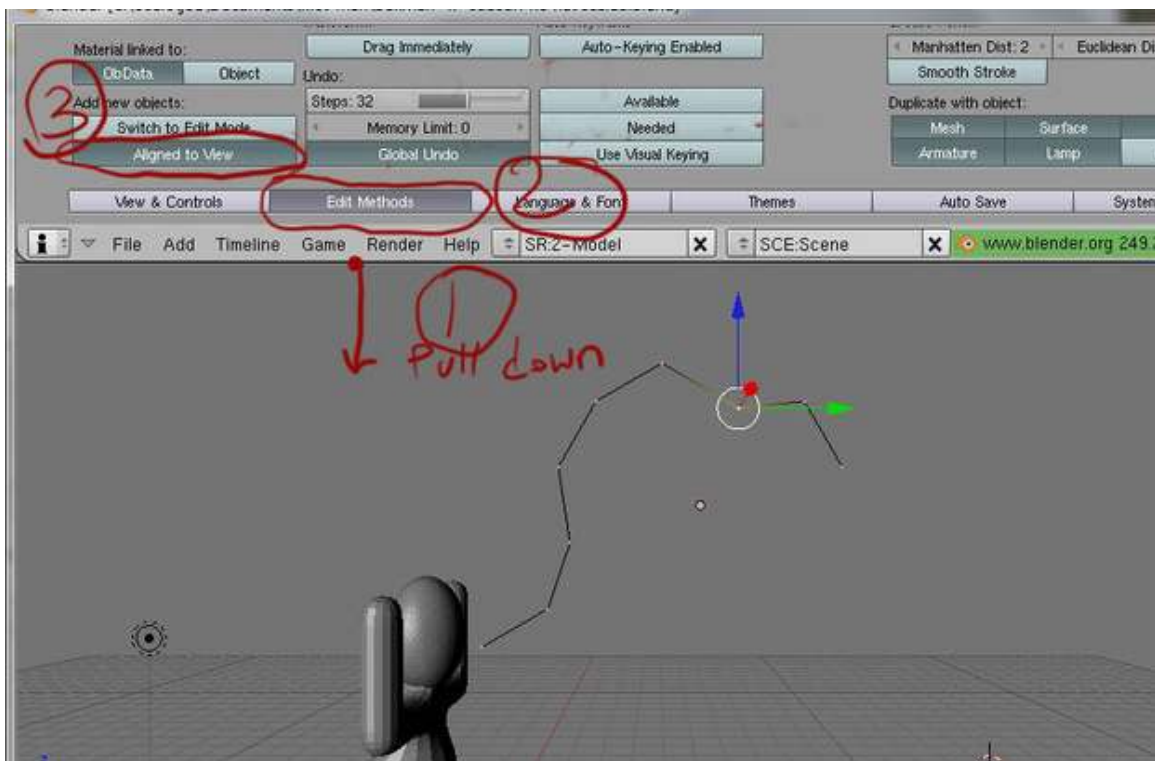 Material linked to:
ObData
Object
Add new objects:
Switch to Edit Mode
Aligned to View
3
Drag Immediately
Undo:
Steps: 32
Memory Limit: 0
Global Undo
Auto-Keying Enabled
Available
Needed
Use Visual Keying
Manhatten Dist: 2
Euclidean Di
Smooth Stroke
Duplicate with object:
Mesh
Surface
Armature
Lamp
View & Controls
Edit Methods
2
Language & Font
Themes
Auto Save
System
File Add Timeline Game Render Help
SR:2-Model
X
SCE:Scene
X
www.blender.org 249.
1
Pull down